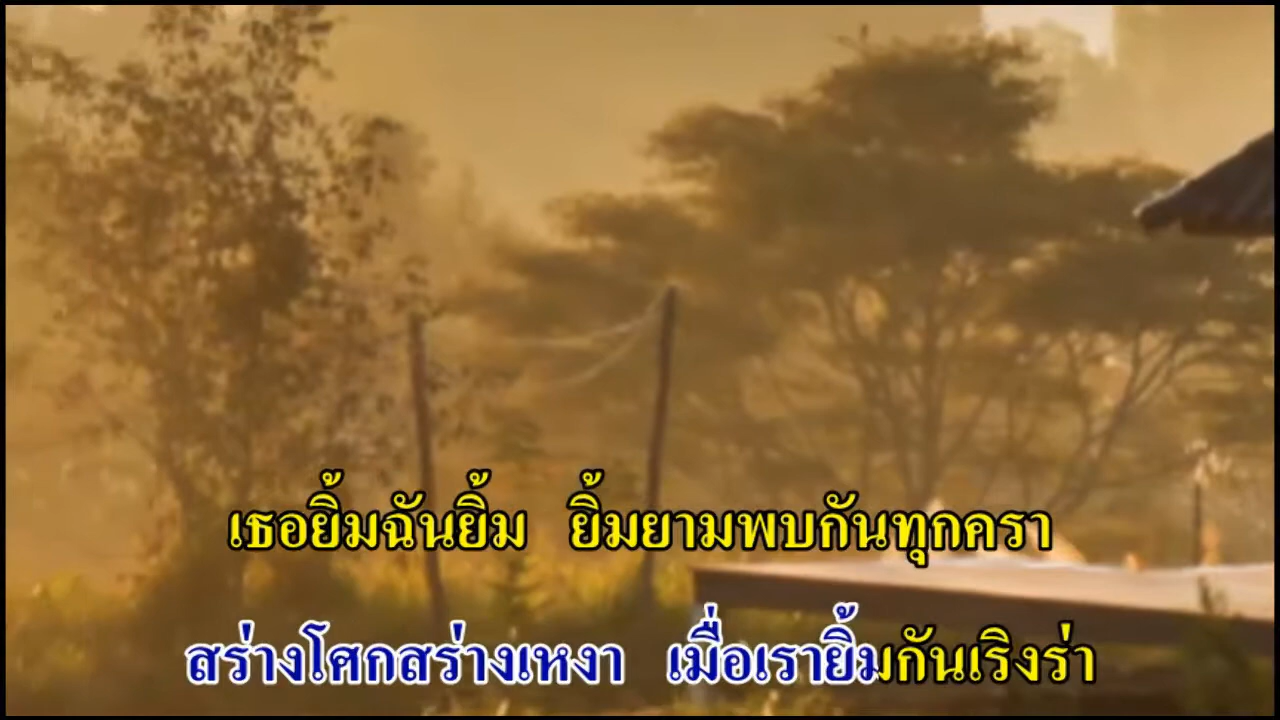 เธอยิ้มฉันยิ้ม ยิ้มยามพบกันทุกครา
สร่างโศกสร่างเหงา เมื่อเรายิ้มกันเริงร่า